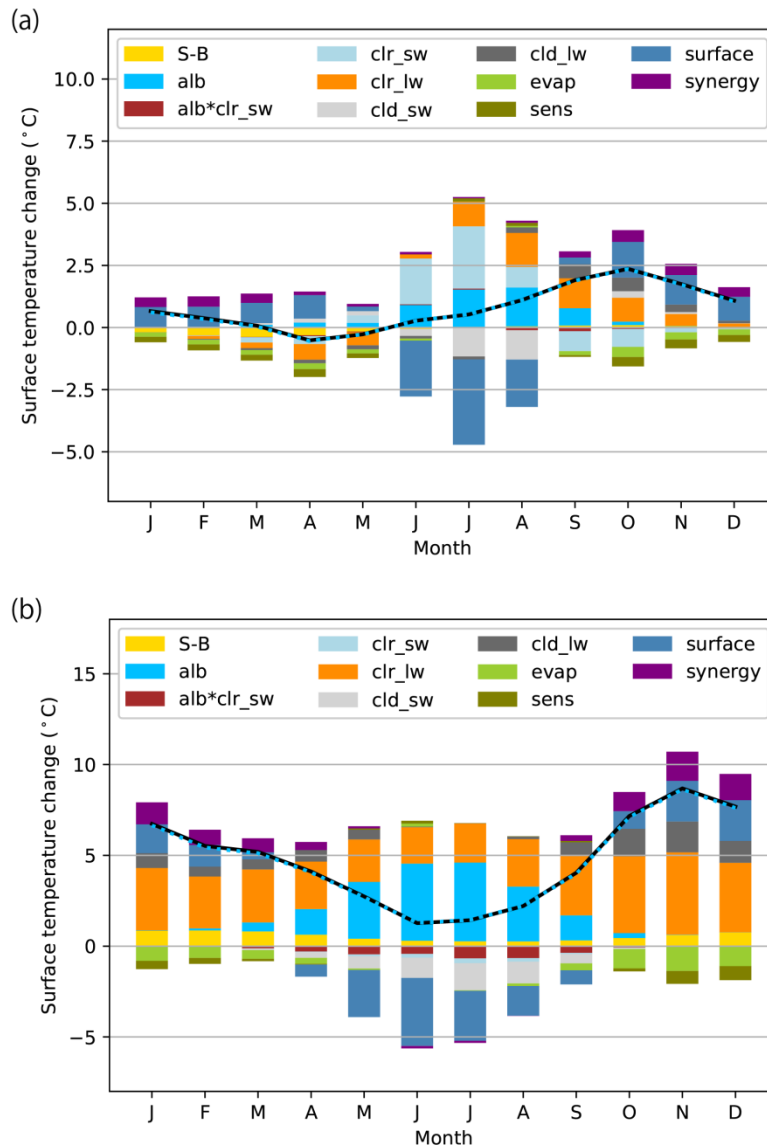 (a)
S-B clr_sw cld_lw surface
alb clr_lw evap synergy
alb*clr_sw cld_sw sens
10.0
7.5
5.0
2.5
0.0
−2.5
−5.0
Surface temperature change (°C)
J F M A M J J A S O N D
Month
(b)
S-B clr_sw cld_lw surface
alb clr_lw evap synergy
alb*clr_sw cld_sw sens
15
10
5
0
−5
Surface temperature change (°C)
J F M A M J J A S O N D
Month